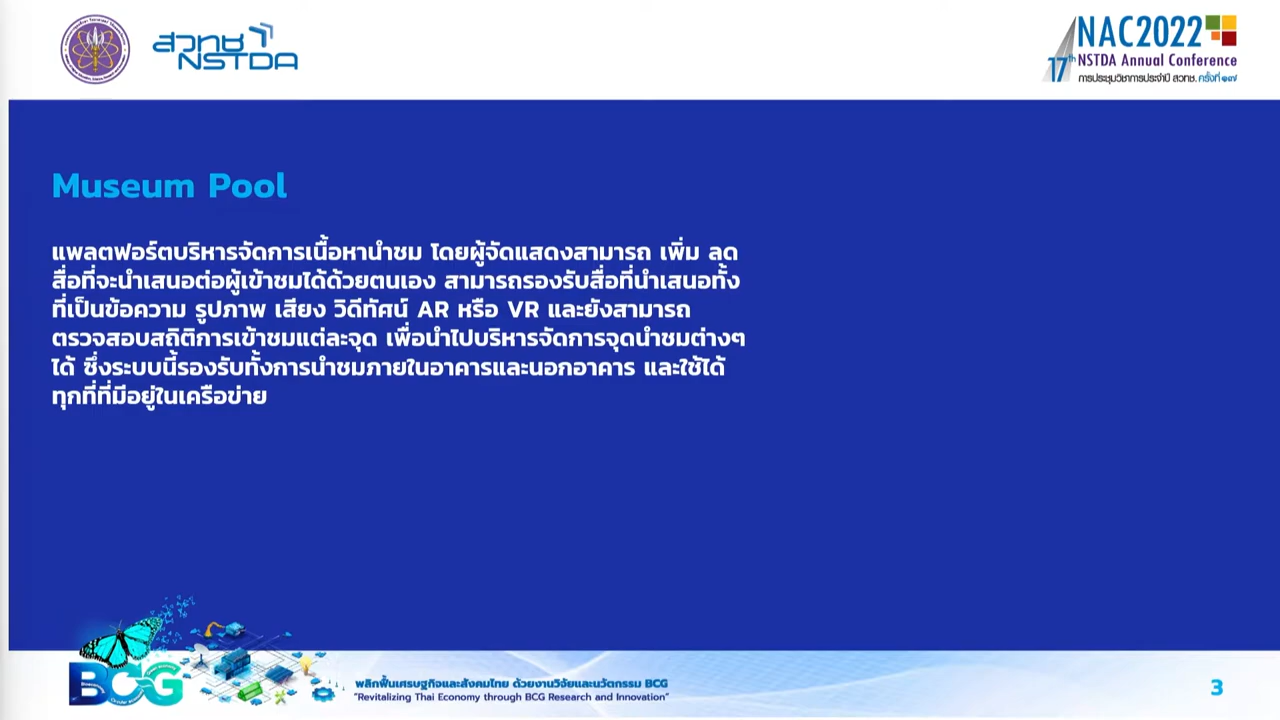 สวทช
NSTDA
NAC2022
17th NSTDA Annual Conference
การประชุมวิชาการประจำปี สวทช. ครั้งที่ ๑๗
Museum Pool
แพลตฟอร์ตบริหารจัดการเนื้อหานำชม โดยผู้จัดแสดงสามารถ เพิ่ม ลด
สื่อที่จะนำเสนอต่อผู้เข้าชมได้ด้วยตนเอง สามารถรองรับสื่อที่นำเสนอทั้ง
ที่เป็นข้อความ รูปภาพ เสียง วิดีทัศน์ AR หรือ VR และยังสามารถ
ตรวจสอบสถิติการเข้าชมแต่ละจุด เพื่อนำไปบริหารจัดการจุดนำชมต่างๆ
ได้ ซึ่งระบบนี้รองรับทั้งการนำชมภายในอาคารและนอกอาคาร และใช้ได้
ทุกที่ที่มีอยู่ในเครือข่าย
BCG
พลิกฟื้นเศรษฐกิจและสังคมไทย ด้วยงานวิจัยและนวัตกรรม BCG
"Revitalizing Thai Economy through BCG Research and Innovation"
3